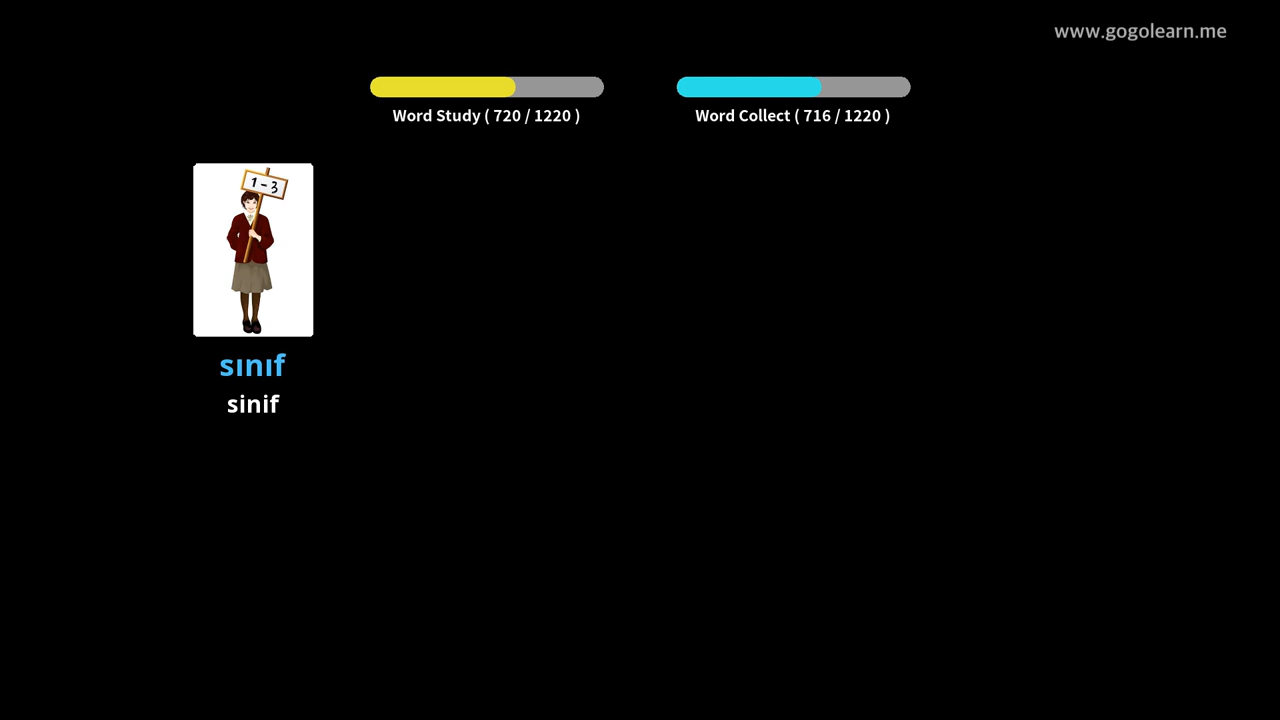 www.gogolearn.me
Word Study ( 720 / 1220 )
Word Collect ( 716 / 1220 )
1 - 3
sınıf
sinif